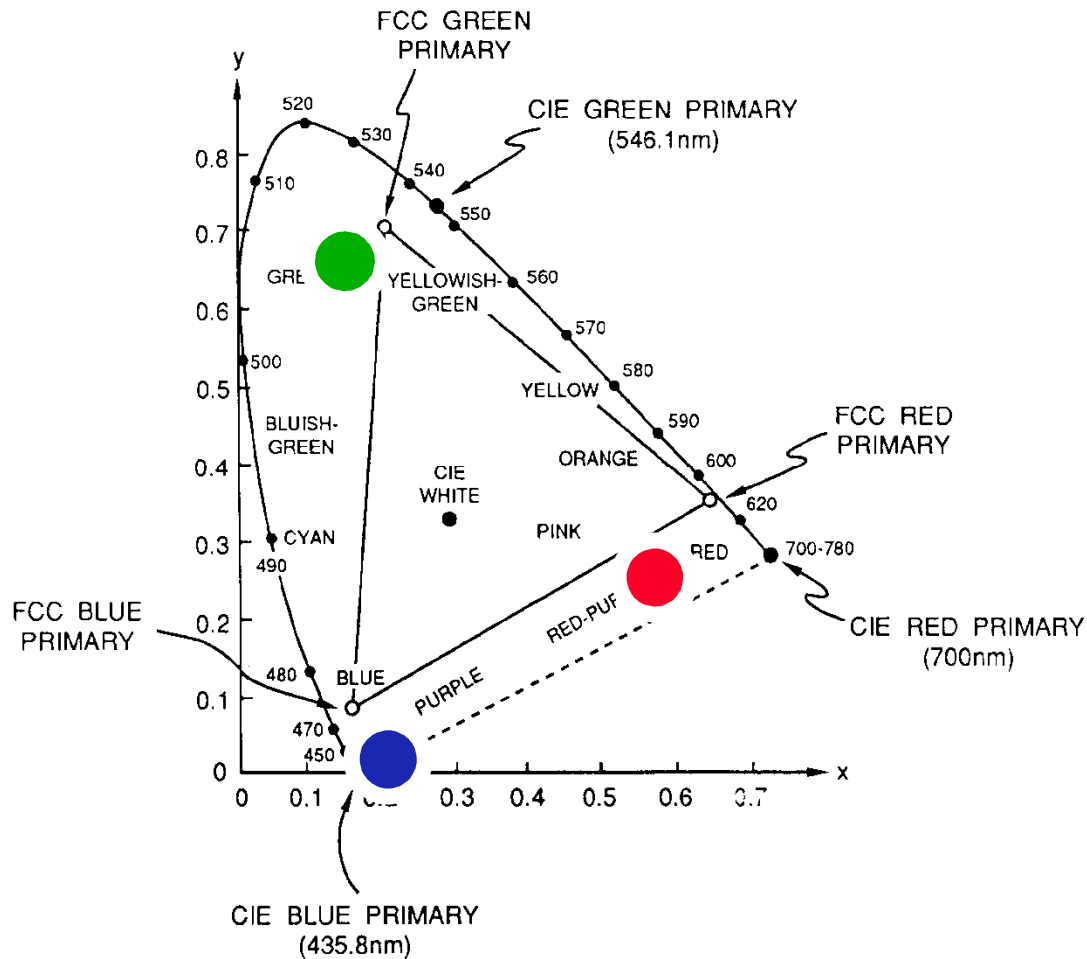 FCC GREEN
PRIMARY
y
CIE GREEN PRIMARY
(546.1nm)
520
530
540
550
510
0.8
0.7
GRE
YELLOWISH-
GREEN
560
0.6
570
500
0.5
580
YELLOW
590
BLUISH-
GREEN
FCC RED
PRIMARY
0.4
ORANGE
600
CIE
WHITE
620
0.3
CYAN
PINK
RED
700-780
490
FCC BLUE
PRIMARY
0.2
RED-PUR
CIE RED PRIMARY
(700nm)
480
BLUE
PURPLE
0.1
470
450
0
x
0
0.1
0.3
0.4
0.5
0.6
0.7
CIE BLUE PRIMARY
(435.8nm)